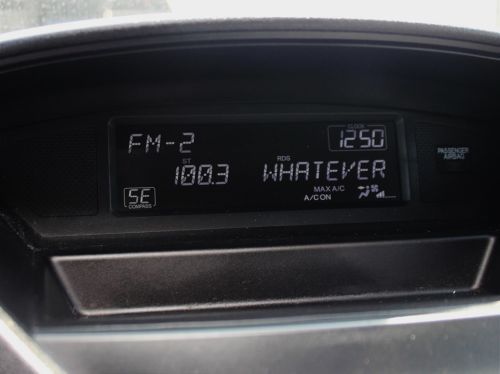 FM-2
CLOCK
1250
ST
100.3
RDS
WHATEVER
MAX A/C
A/C ON
SE
COMPASS
PASSENGER
AIRBAG